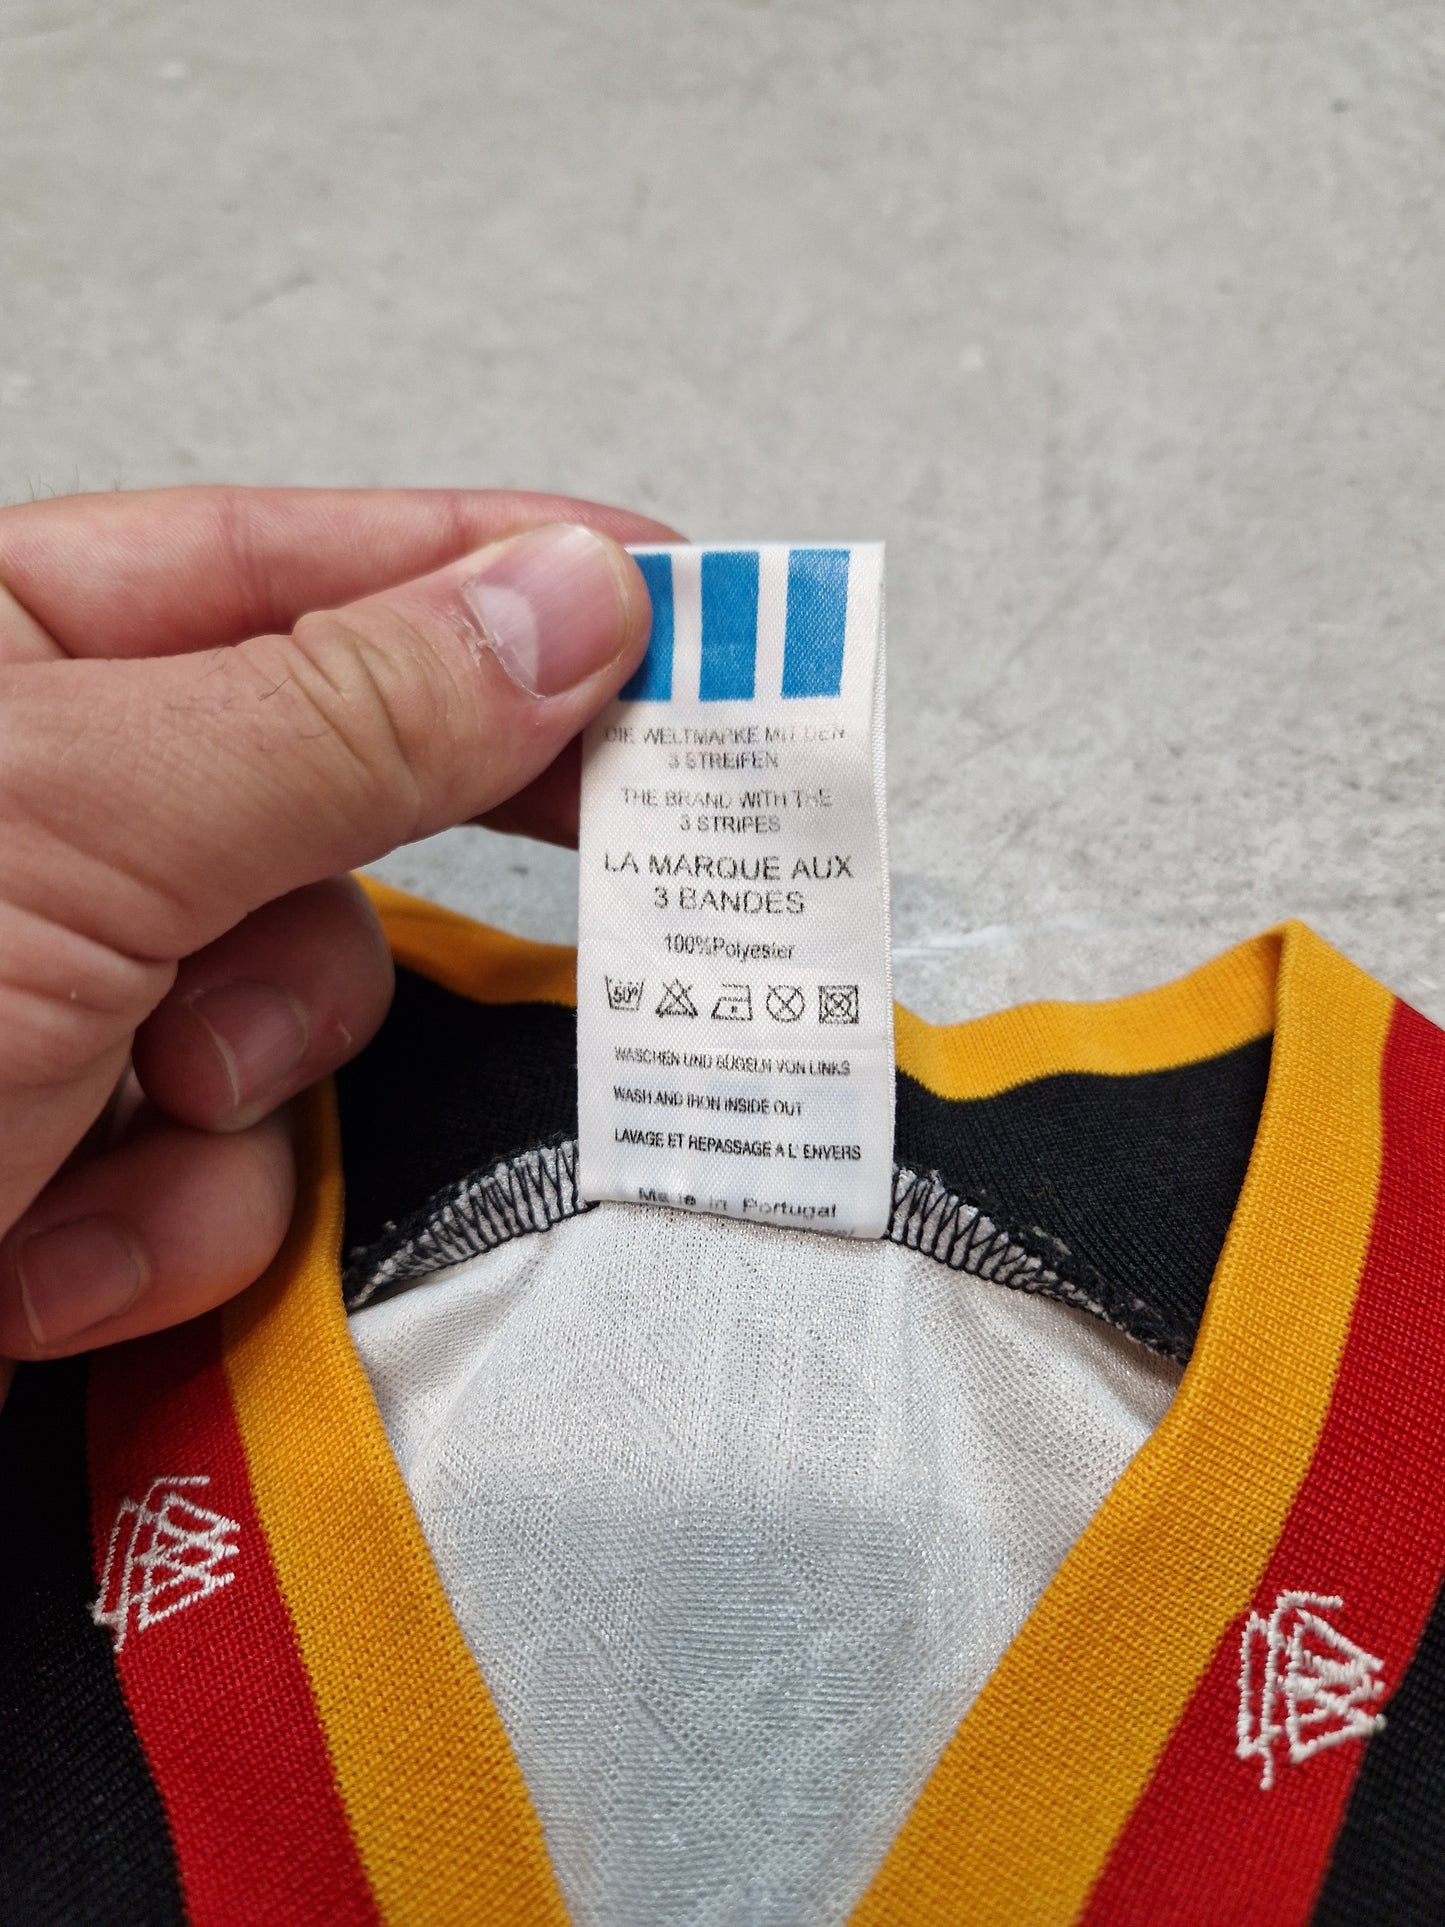 DIE WELTMARKE MIT DEN
3 STREIFEN
THE BRAND WITH THE
3 STRIPES
LA MARQUE AUX
3 BANDES
100%Polyester
50°
WASCHEN UND BÜGELN VON LINKS
WASH AND IRON INSIDE OUT
LAVAGE ET REPASSAGE A L' ENVERS
Made in Portugal